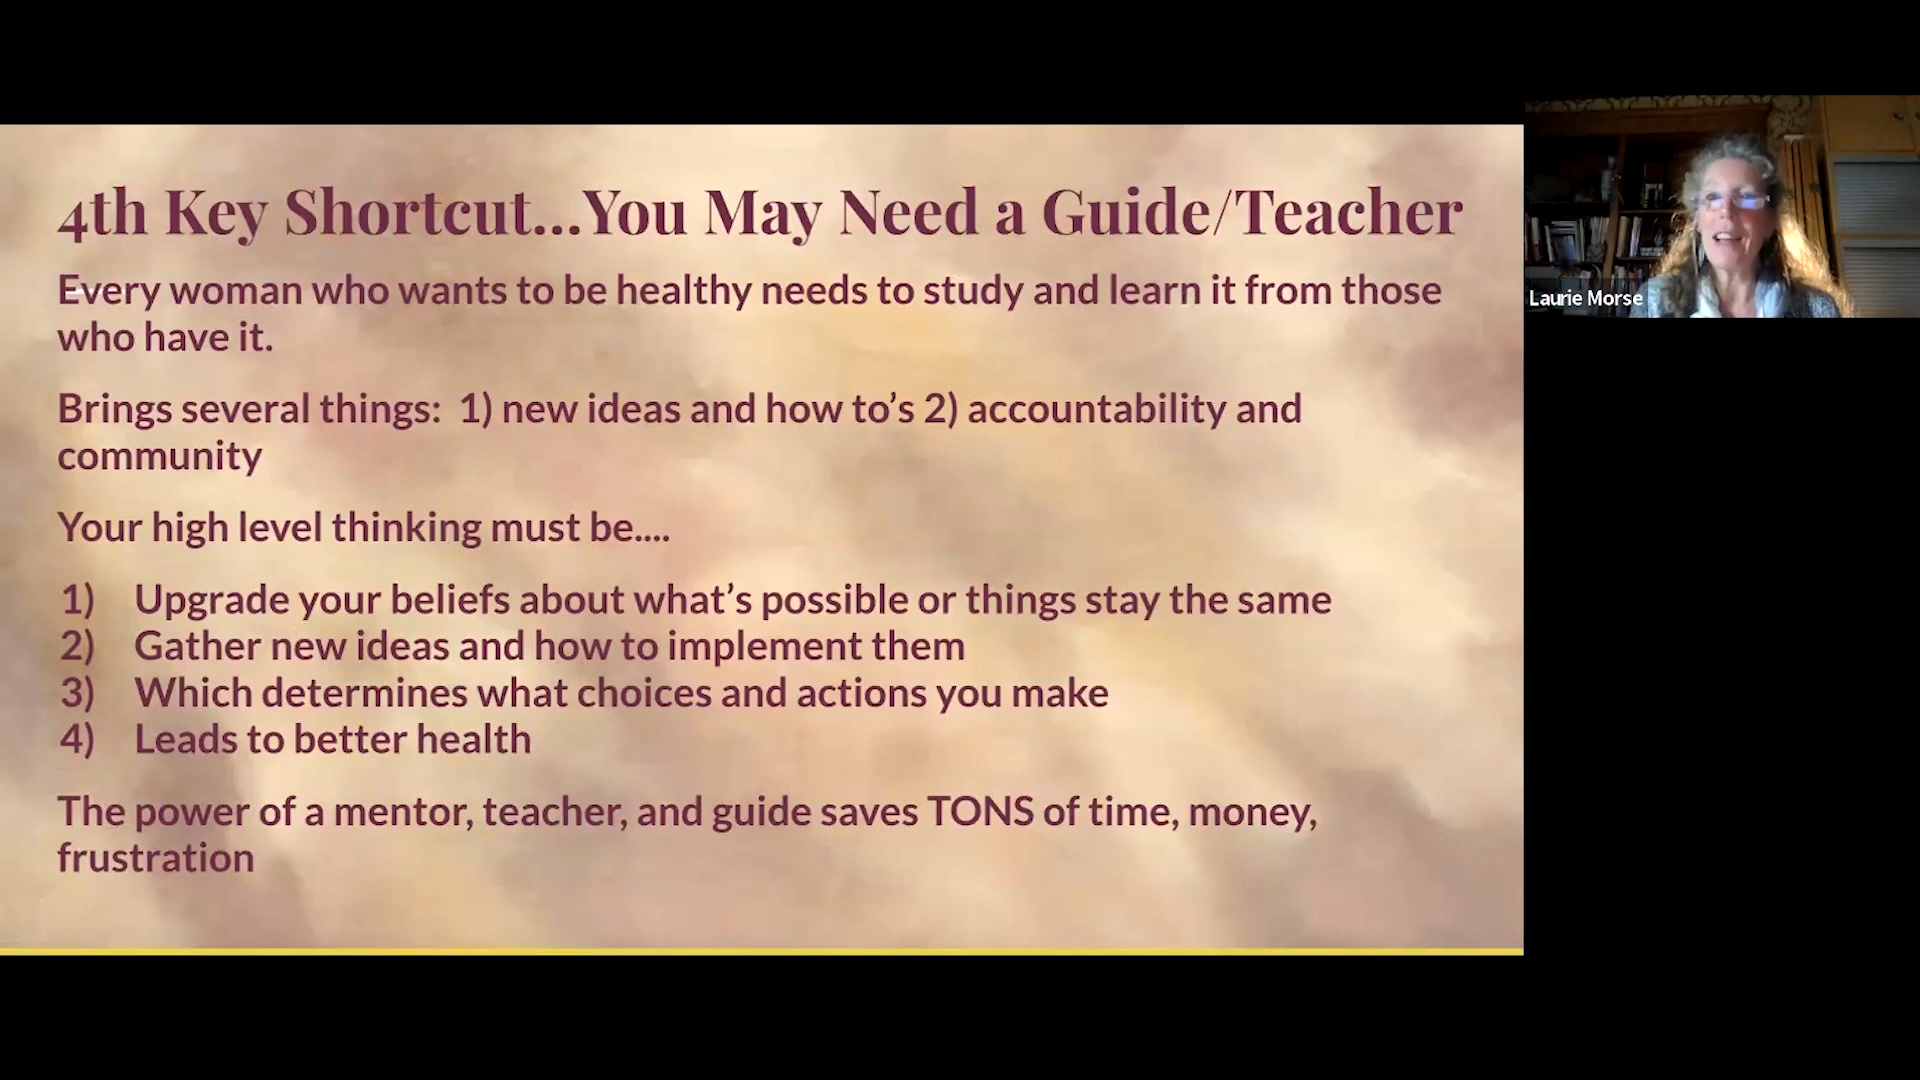 4th Key Shortcut...You May Need a Guide/Teacher
Every woman who wants to be healthy needs to study and learn it from those
who have it.
Brings several things:  1) new ideas and how to’s 2) accountability and
community
Your high level thinking must be....
1) Upgrade your beliefs about what’s possible or things stay the same
2) Gather new ideas and how to implement them
3) Which determines what choices and actions you make
4) Leads to better health
The power of a mentor, teacher, and guide saves TONS of time, money,
frustration
Laurie Morse